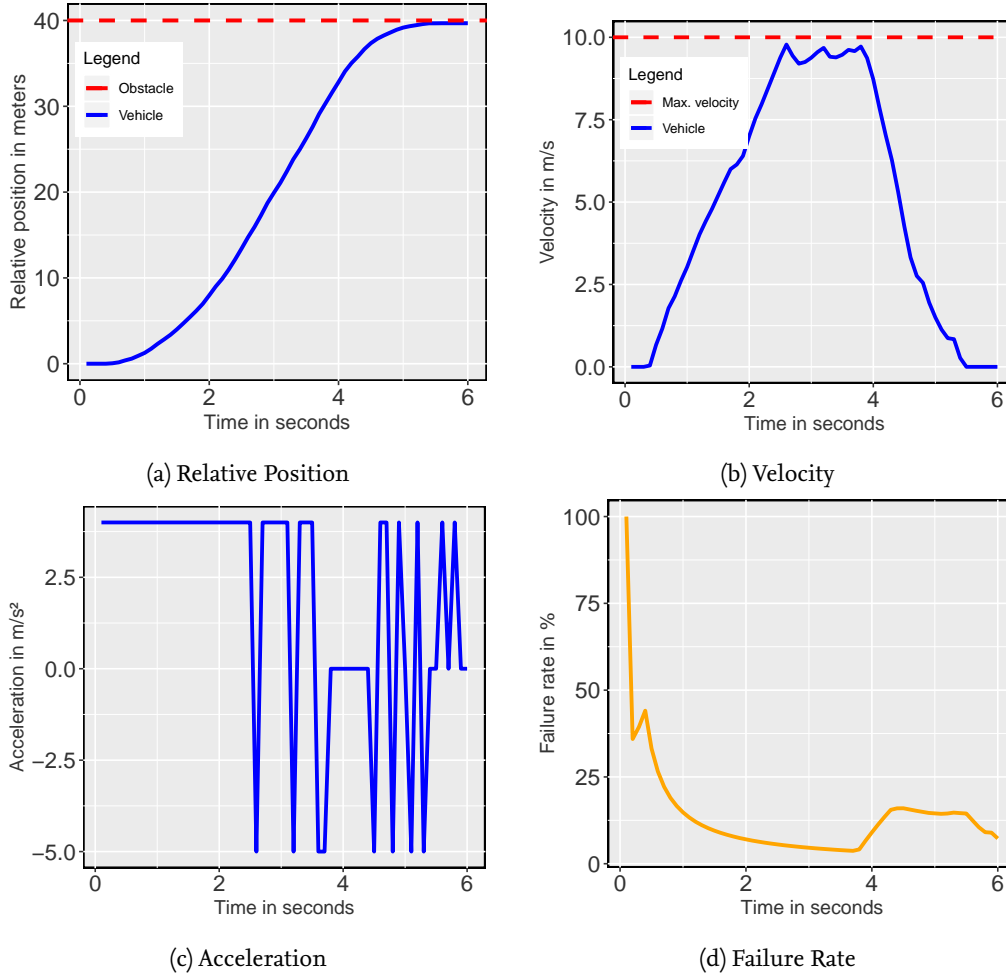 Relative position in meters
40
30
20
10
0
Legend
Obstacle
Vehicle
0 2 4 6
Time in seconds
(a) Relative Position
Velocity in m/s
10.0
7.5
5.0
2.5
0.0
Legend
Max. velocity
Vehicle
0 2 4 6
Time in seconds
(b) Velocity
Acceleration in m/s²
2.5
0.0
−2.5
−5.0
0 2 4 6
Time in seconds
(c) Acceleration
Failure rate in %
100
75
50
25
0
0 2 4 6
Time in seconds
(d) Failure Rate